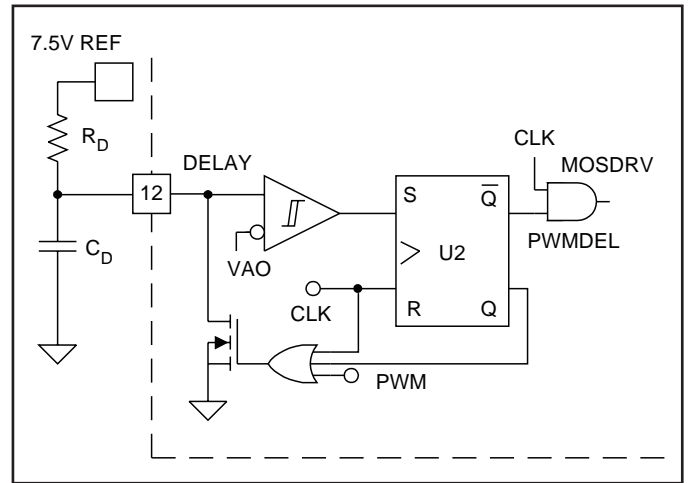 7.5V REF
R_D
DELAY
12
C_D
VAO
CLK
S
Q̅
U2
R
Q
CLK
MOSDRV
PWMDEL
PWM